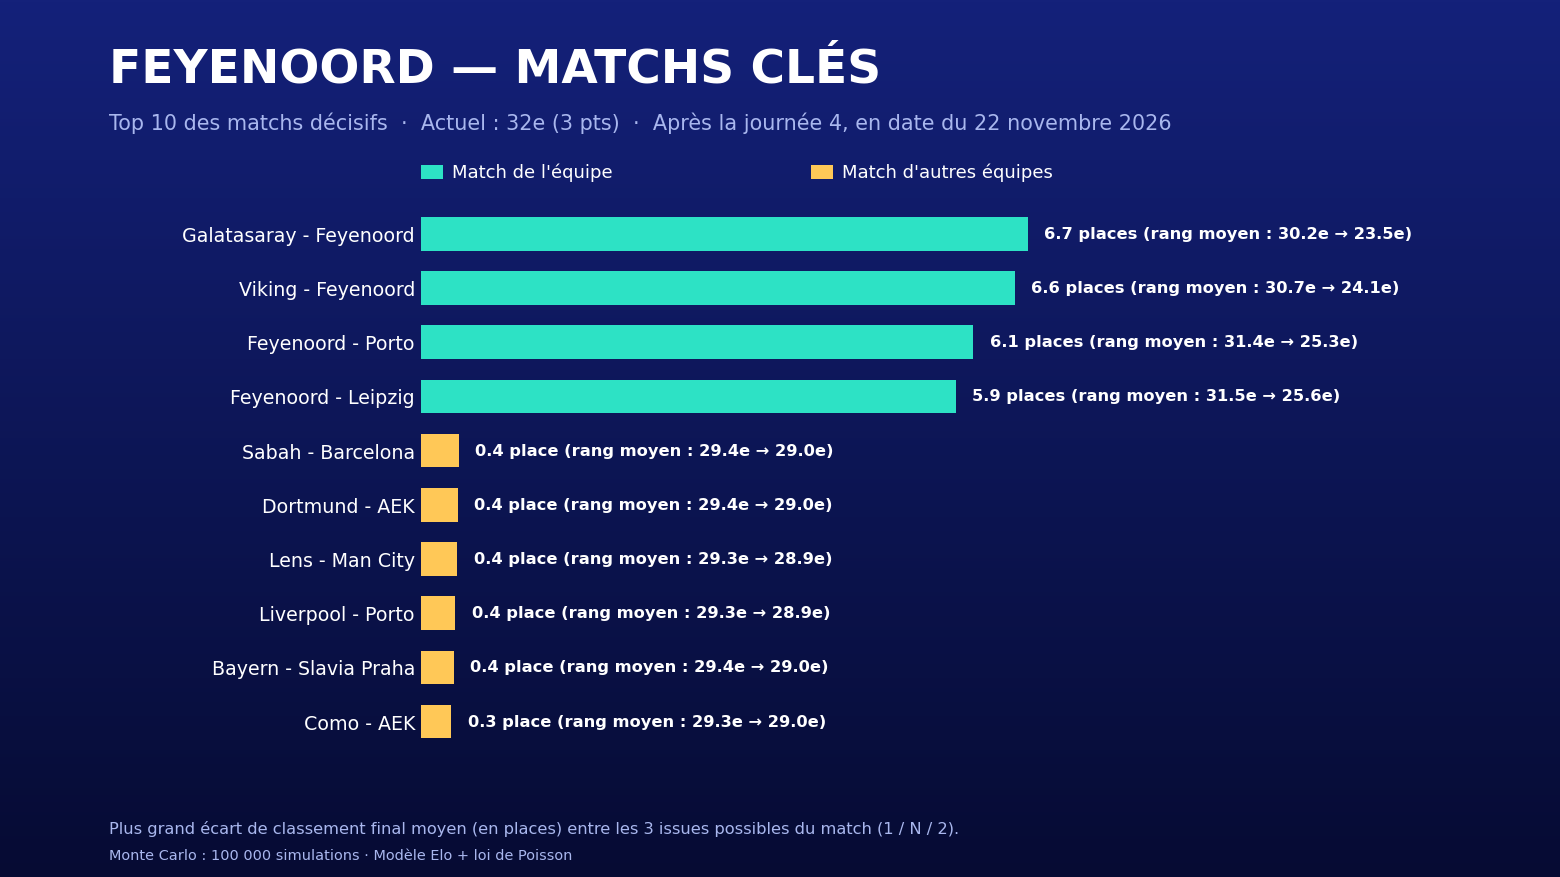 FEYENOORD — MATCHS CLÉS
Top 10 des matchs décisifs · Actuel : 32e (3 pts) · Après la journée 4, en date du 22 novembre 2026
Match de l'équipe
Match d'autres équipes
Galatasaray - Feyenoord 6.7 places (rang moyen : 30.2e → 23.5e)
Viking - Feyenoord 6.6 places (rang moyen : 30.7e → 24.1e)
Feyenoord - Porto 6.1 places (rang moyen : 31.4e → 25.3e)
Feyenoord - Leipzig 5.9 places (rang moyen : 31.5e → 25.6e)
Sabah - Barcelona 0.4 place (rang moyen : 29.4e → 29.0e)
Dortmund - AEK 0.4 place (rang moyen : 29.4e → 29.0e)
Lens - Man City 0.4 place (rang moyen : 29.3e → 28.9e)
Liverpool - Porto 0.4 place (rang moyen : 29.3e → 28.9e)
Bayern - Slavia Praha 0.4 place (rang moyen : 29.4e → 29.0e)
Como - AEK 0.3 place (rang moyen : 29.3e → 29.0e)
Plus grand écart de classement final moyen (en places) entre les 3 issues possibles du match (1 / N / 2).
Monte Carlo : 100 000 simulations · Modèle Elo + loi de Poisson